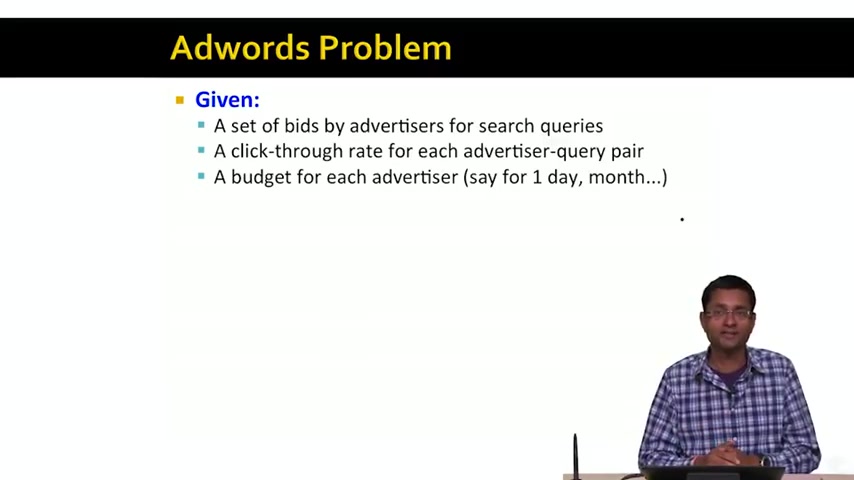 Adwords Problem
Given:
A set of bids by advertisers for search queries
A click-through rate for each advertiser-query pair
A budget for each advertiser (say for 1 day, month...)